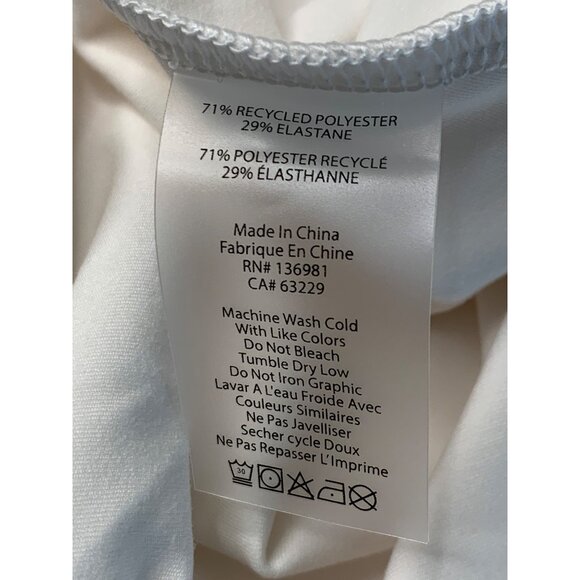 71% RECYCLED POLYESTER
29% ELASTANE
71% POLYESTER RECYCLÉ
29% ÉLASTHANNE
Made In China
Fabrique En Chine
RN# 136981
CA# 63229
Machine Wash Cold
With Like Colors
Do Not Bleach
Tumble Dry Low
Do Not Iron Graphic
Lavar A L'eau Froide Avec
Couleurs Similaires
Ne Pas Javelliser
Secher cycle Doux
Ne Pas Repasser L'Imprime
30